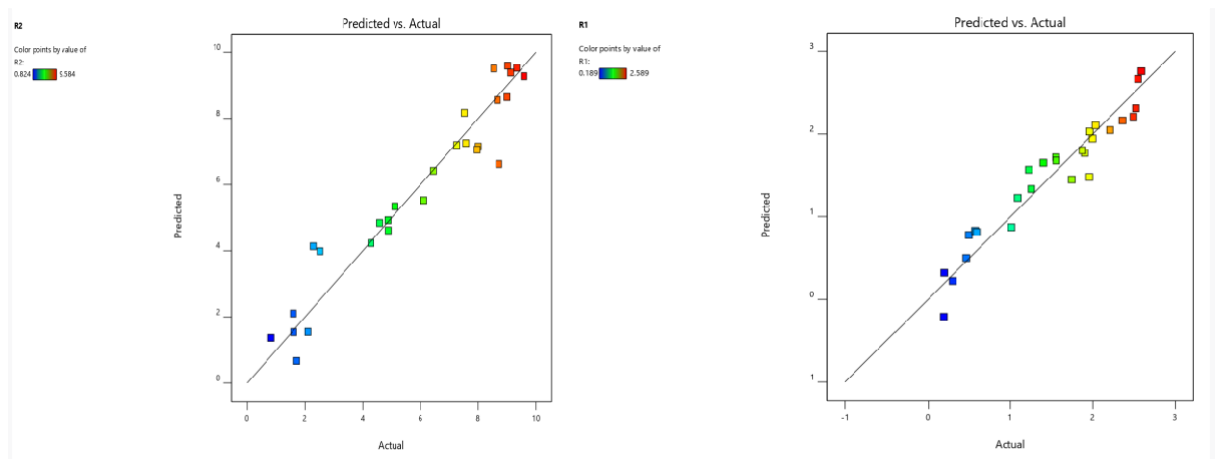 R2
Color points by value of
R2:
0.824 5.584
Predicted vs. Actual
10
8
6
4
2
0
Predicted
0 2 4 6 8 10
Actual
R1
Color points by value of
R1:
0.189 2.589
Predicted vs. Actual
3
2
1
0
1
Predicted
-1 0 1 2 3
Actual